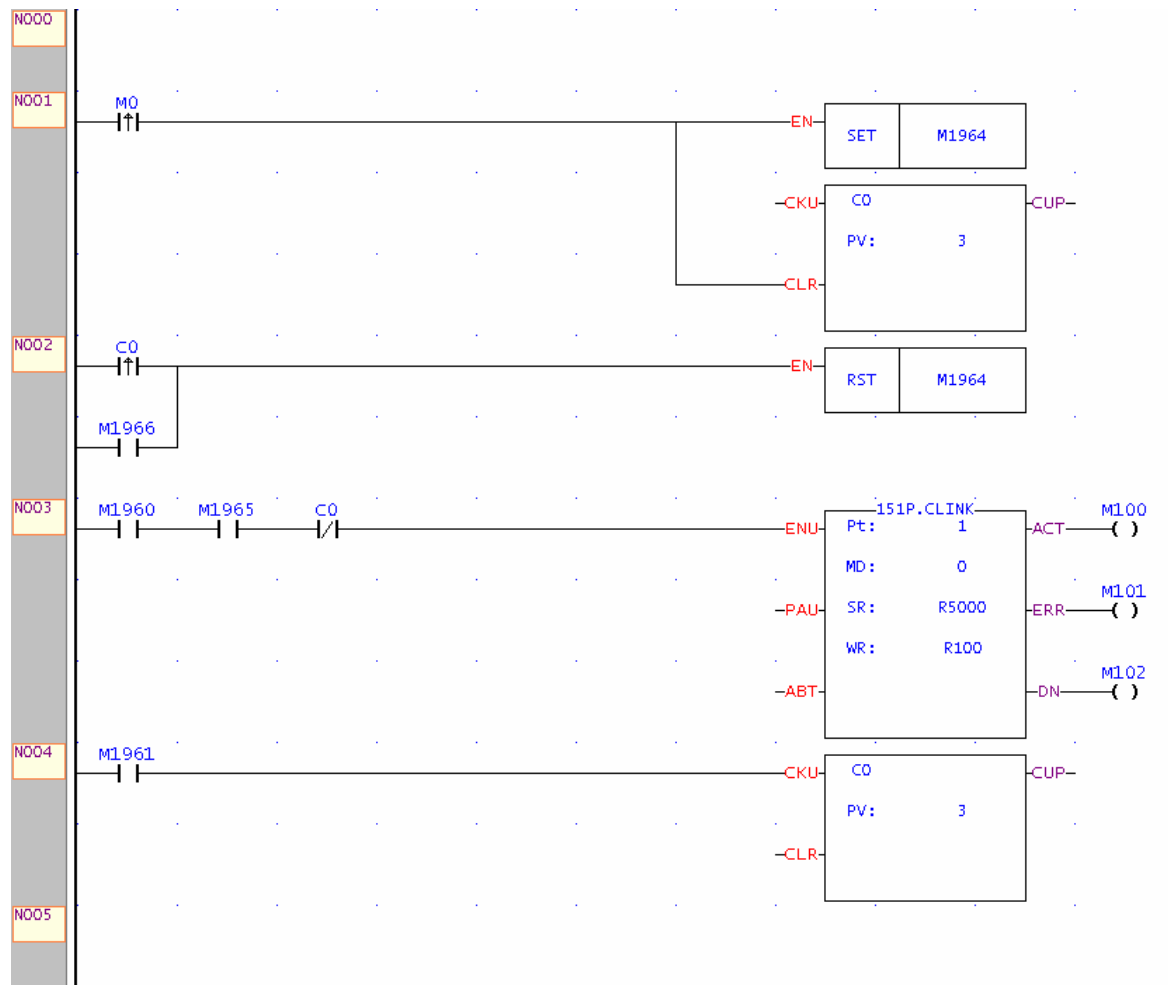 N000
N001
M0
EN
SET M1964
CKU C0 CUP
PV: 3
CLR
N002
C0
EN
RST M1964
M1966
N003
M1960 M1965 C0
151P.CLINK
ENU Pt: 1 ACT M100
MD: 0
PAU SR: R5000 ERR M101
WR: R100
ABT DN M102
N004
M1961
CKU C0 CUP
PV: 3
CLR
N005